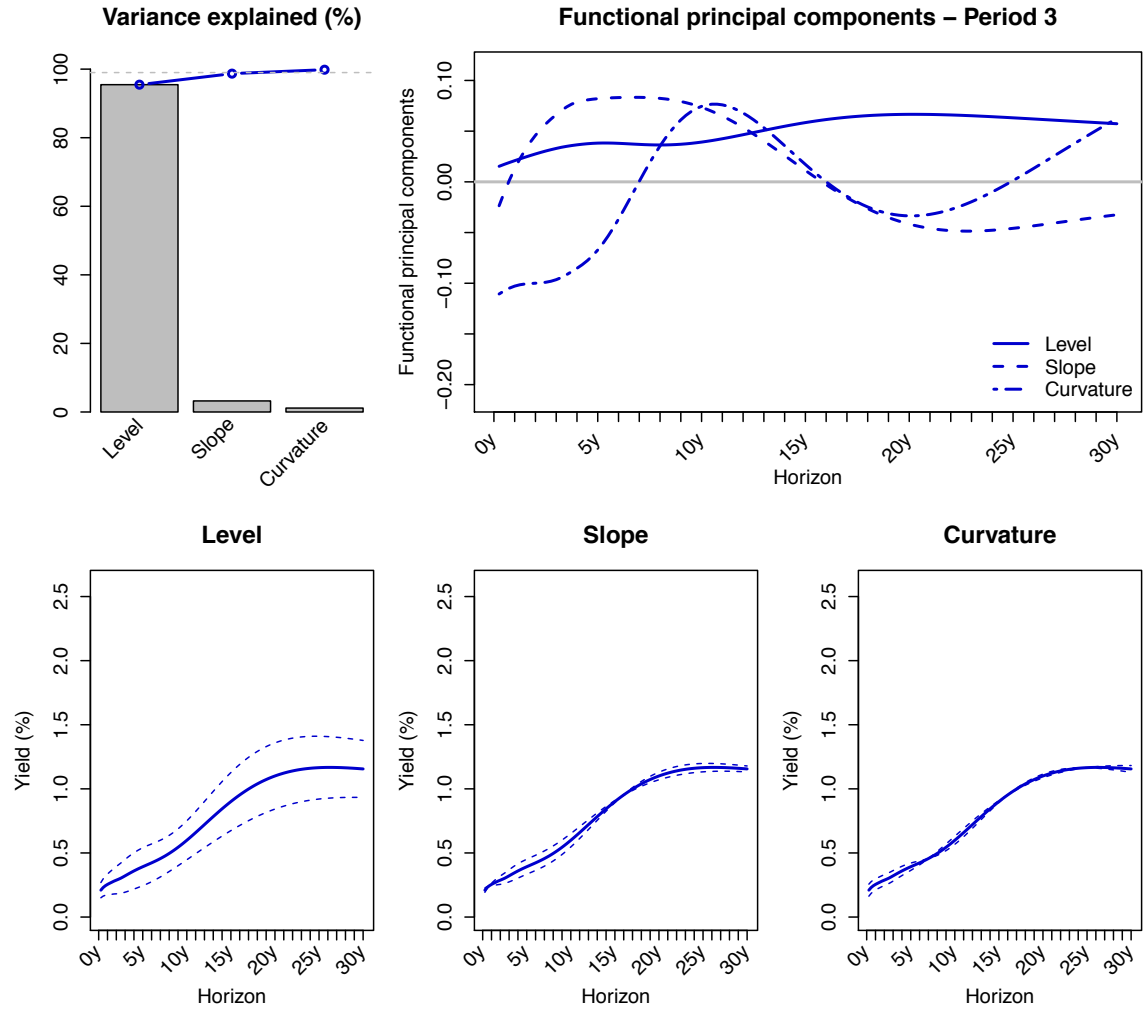 Variance explained (%)
100
80
60
40
20
0
Level
Slope
Curvature
Functional principal components – Period 3
Functional principal components
0.10
0.00
−0.10
−0.20
Level
Slope
Curvature
0y
5y
10y
15y
20y
25y
30y
Horizon
Level
Yield (%)
2.5
2.0
1.5
1.0
0.5
0.0
0y
5y
10y
15y
20y
25y
30y
Horizon
Slope
Yield (%)
2.5
2.0
1.5
1.0
0.5
0.0
0y
5y
10y
15y
20y
25y
30y
Horizon
Curvature
Yield (%)
2.5
2.0
1.5
1.0
0.5
0.0
0y
5y
10y
15y
20y
25y
30y
Horizon